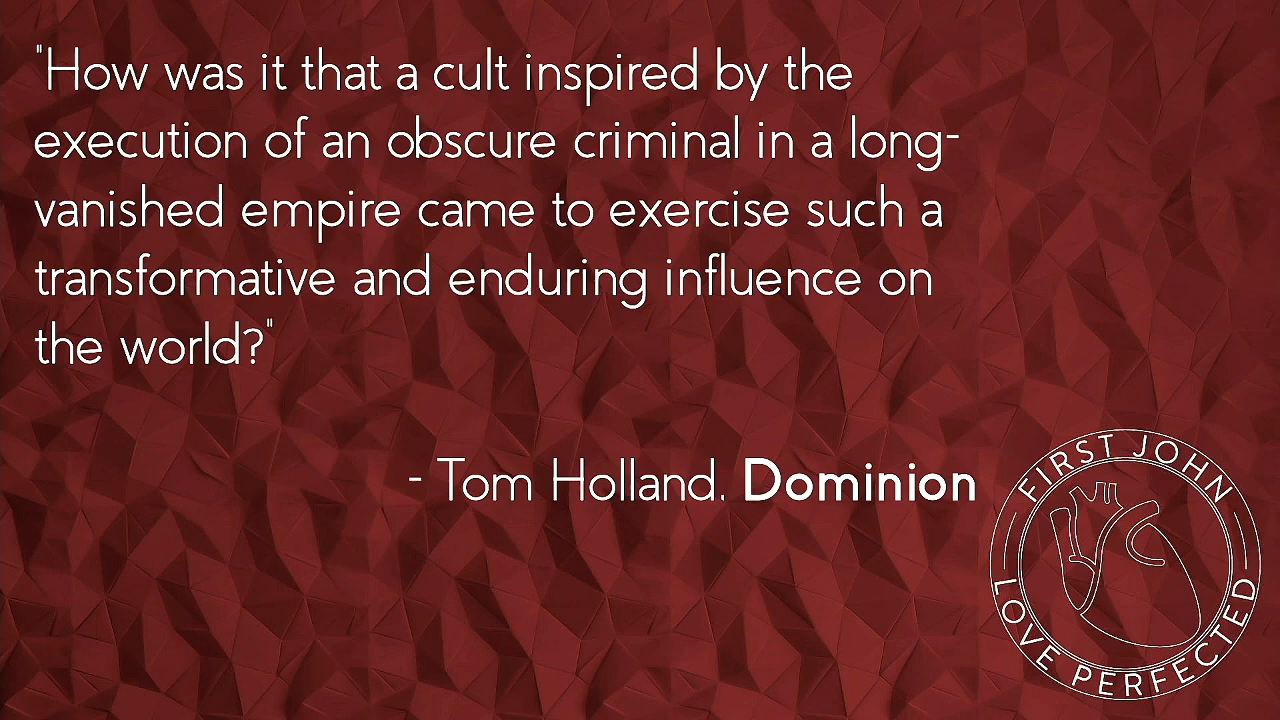 "How was it that a cult inspired by the
execution of an obscure criminal in a long-
vanished empire came to exercise such a
transformative and enduring influence on
the world?"
- Tom Holland, Dominion
FIRST JOHN
LOVE PERFECTED